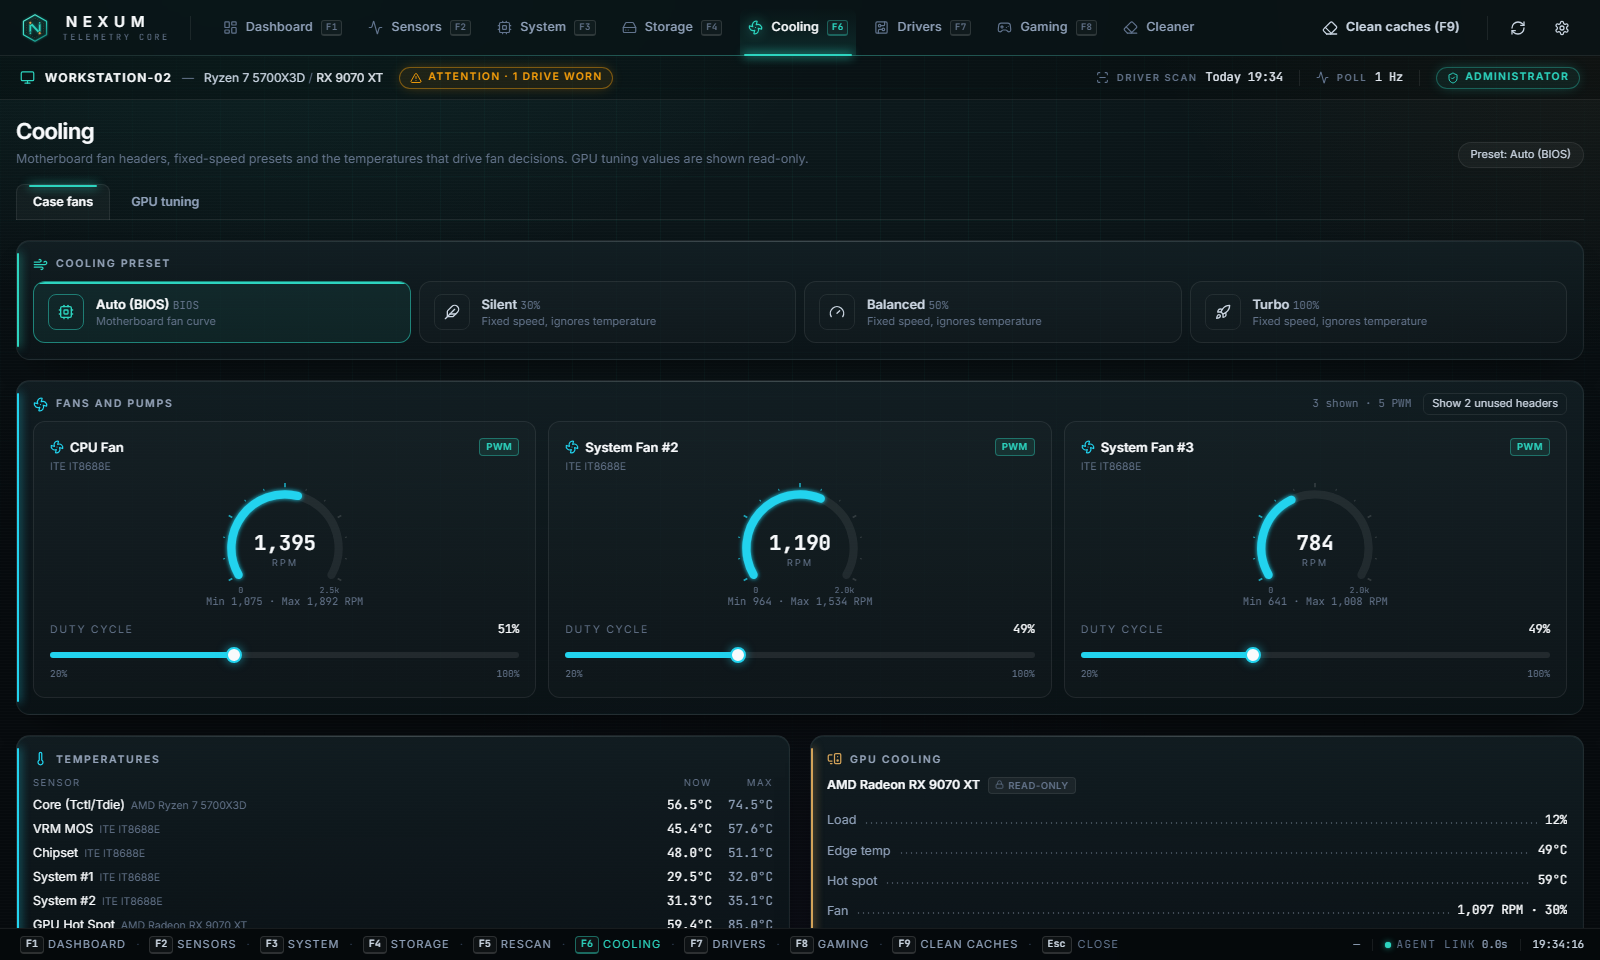 NEXUM
TELEMETRY CORE
Dashboard F1
Sensors F2
System F3
Storage F4
Cooling F6
Drivers F7
Gaming F8
Cleaner
Clean caches (F9)
WORKSTATION-02 — Ryzen 7 5700X3D / RX 9070 XT
ATTENTION · 1 DRIVE WORN
DRIVER SCAN Today 19:34
POLL 1 Hz
ADMINISTRATOR
Cooling
Motherboard fan headers, fixed-speed presets and the temperatures that drive fan decisions. GPU tuning values are shown read-only.
Preset: Auto (BIOS)
Case fans
GPU tuning
COOLING PRESET
Auto (BIOS) BIOS
Motherboard fan curve
Silent 30%
Fixed speed, ignores temperature
Balanced 50%
Fixed speed, ignores temperature
Turbo 100%
Fixed speed, ignores temperature
FANS AND PUMPS
3 shown · 5 PWM
Show 2 unused headers
CPU Fan
PWM
ITE IT8688E
1,395
RPM
0 2.5k
Min 1,075 · Max 1,892 RPM
DUTY CYCLE 51%
20% 100%
System Fan #2
PWM
ITE IT8688E
1,190
RPM
0 2.0k
Min 964 · Max 1,534 RPM
DUTY CYCLE 49%
20% 100%
System Fan #3
PWM
ITE IT8688E
784
RPM
0 2.0k
Min 641 · Max 1,008 RPM
DUTY CYCLE 49%
20% 100%
TEMPERATURES
SENSOR NOW MAX
Core (Tctl/Tdie) AMD Ryzen 7 5700X3D 56.5°C 74.5°C
VRM MOS ITE IT8688E 45.4°C 57.6°C
Chipset ITE IT8688E 48.0°C 51.1°C
System #1 ITE IT8688E 29.5°C 32.0°C
System #2 ITE IT8688E 31.3°C 35.1°C
GPU Hot Spot AMD Radeon RX 9070 XT 59.4°C 85.0°C
GPU COOLING
AMD Radeon RX 9070 XT READ-ONLY
Load 12%
Edge temp 49°C
Hot spot 59°C
Fan 1,097 RPM · 30%
F1 DASHBOARD · F2 SENSORS · F3 SYSTEM · F4 STORAGE · F5 RESCAN · F6 COOLING · F7 DRIVERS · F8 GAMING · F9 CLEAN CACHES · Esc CLOSE
— AGENT LINK 0.0s 19:34:16